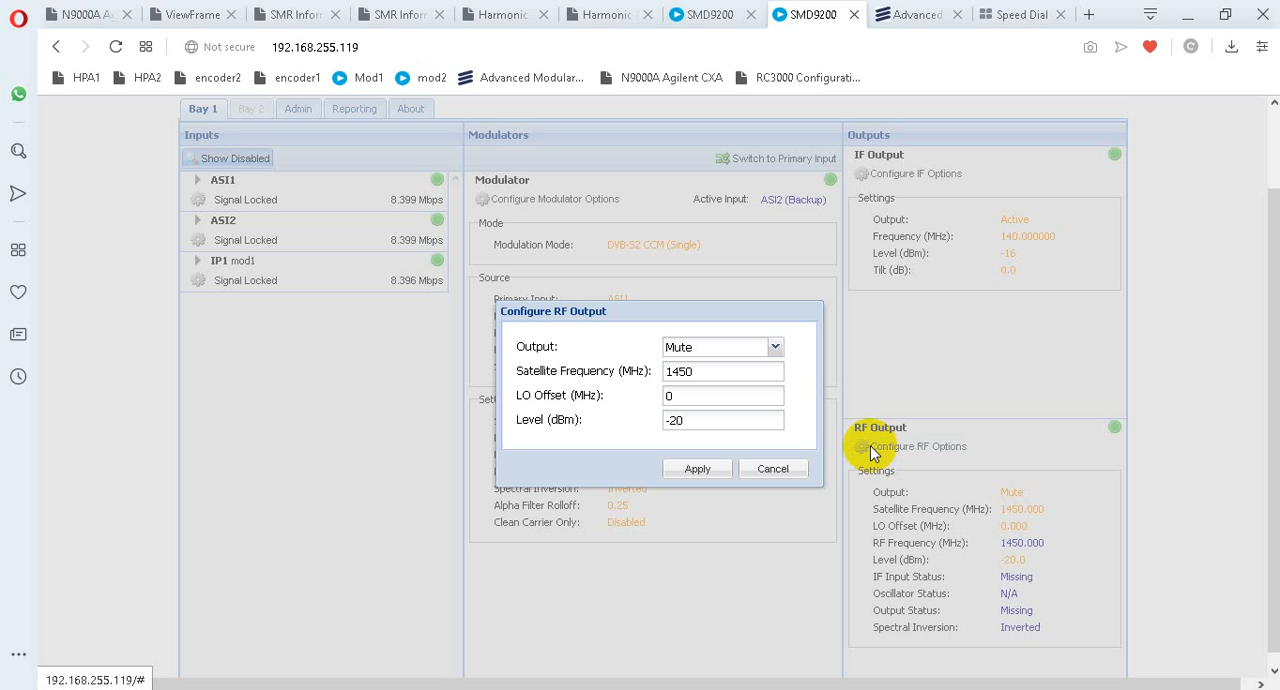 N9000A Ag
ViewFrame
SMR Inforr
SMR Inforr
Harmonic
Harmonic
SMD9200
SMD9200
Advanced
Speed Dial
Not secure 192.168.255.119
HPA1 HPA2 encoder2 encoder1 Mod1 mod2 Advanced Modular... N9000A Agilent CXA RC3000 Configurati...
Bay 1 Bay 2 Admin Reporting About
Inputs
Show Disabled
ASI1
Signal Locked 8.399 Mbps
ASI2
Signal Locked 8.399 Mbps
IP1 mod1
Signal Locked 8.396 Mbps
Modulators
Switch to Primary Input
Modulator
Configure Modulator Options Active Input: ASI2 (Backup)
Mode
Modulation Mode: DVB-S2 CCM (Single)
Source
Primary Input: ASI1
Configure RF Output
Output: Mute
Satellite Frequency (MHz): 1450
LO Offset (MHz): 0
Level (dBm): -20
Apply Cancel
Spectral Inversion: Inverted
Alpha Filter Rolloff: 0.25
Clean Carrier Only: Disabled
Outputs
IF Output
Configure IF Options
Settings
Output: Active
Frequency (MHz): 140.000000
Level (dBm): -16
Tilt (dB): 0.0
RF Output
Configure RF Options
Settings
Output: Mute
Satellite Frequency (MHz): 1450.000
LO Offset (MHz): 0.000
RF Frequency (MHz): 1450.000
Level (dBm): -20.0
IF Input Status: Missing
Oscillator Status: N/A
Output Status: Missing
Spectral Inversion: Inverted
192.168.255.119/#